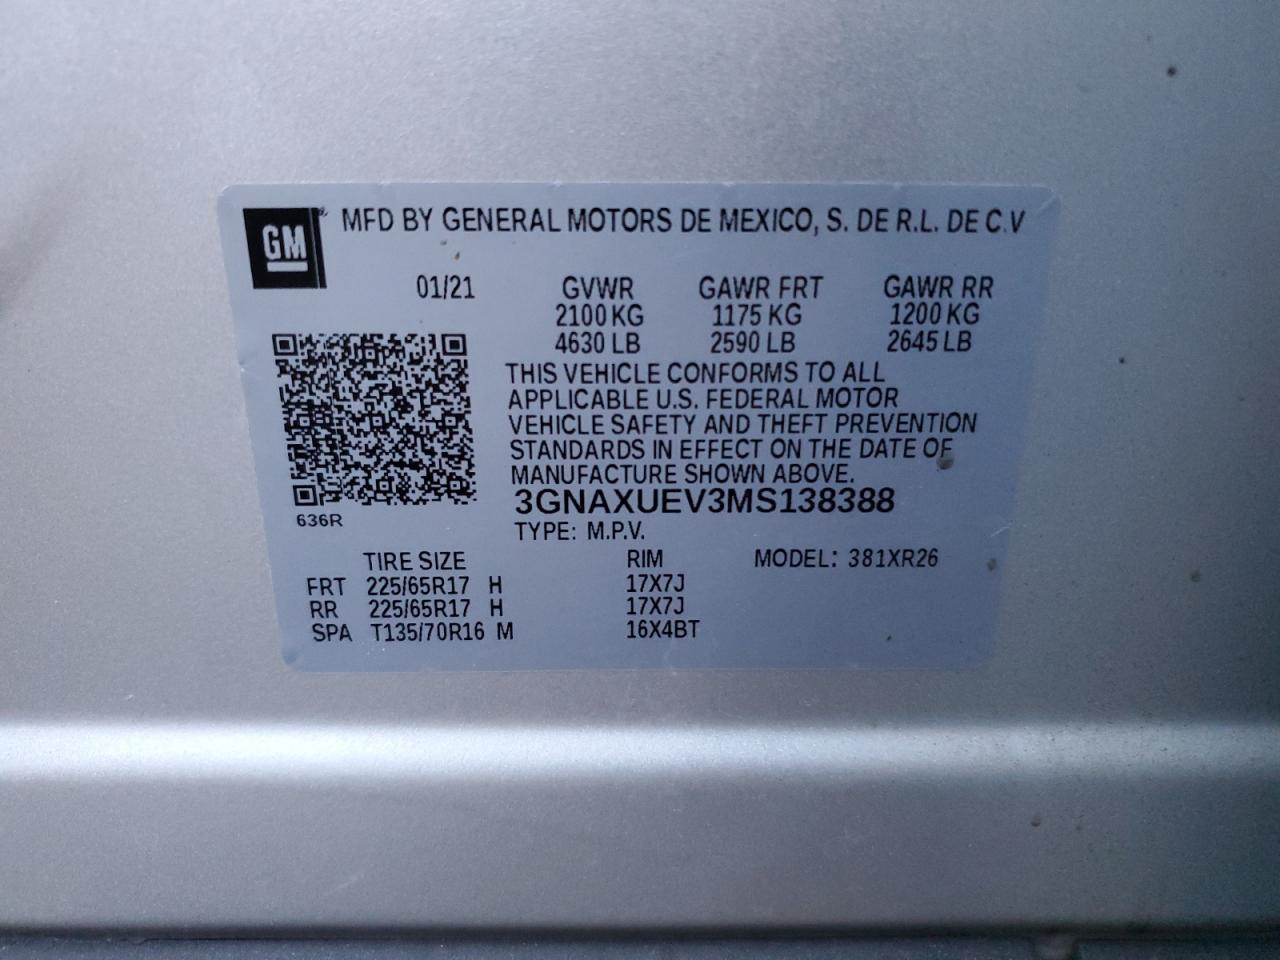 GM MFD BY GENERAL MOTORS DE MEXICO, S. DE R.L. DE C.V
01/21 GVWR GAWR FRT GAWR RR
2100 KG 1175 KG 1200 KG
4630 LB 2590 LB 2645 LB
THIS VEHICLE CONFORMS TO ALL
APPLICABLE U.S. FEDERAL MOTOR
VEHICLE SAFETY AND THEFT PREVENTION
STANDARDS IN EFFECT ON THE DATE OF
MANUFACTURE SHOWN ABOVE.
3GNAXUEV3MS138388
636R
TYPE: M.P.V.
TIRE SIZE RIM MODEL: 381XR26
FRT 225/65R17 H 17X7J
RR 225/65R17 H 17X7J
SPA T135/70R16 M 16X4BT